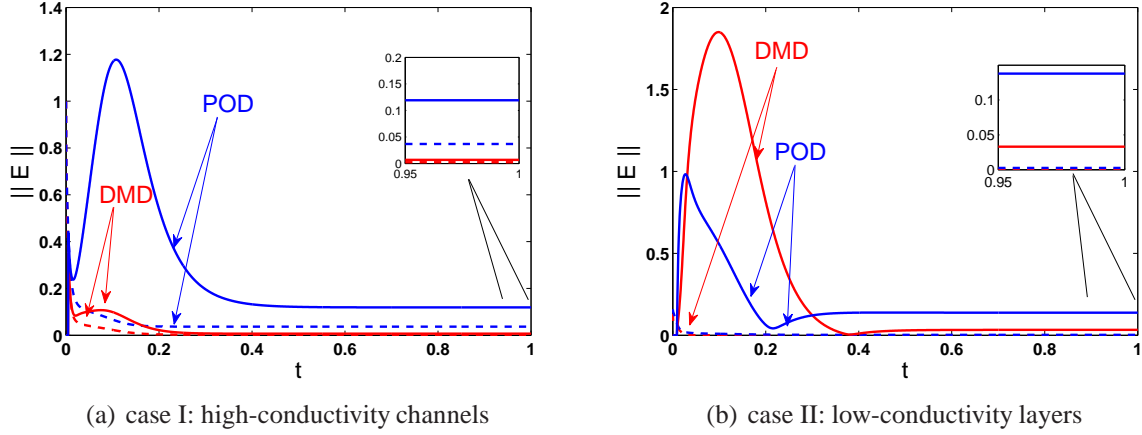 1.4
1.2
1
0.8
0.6
0.4
0.2
0
|| E ||
POD
DMD
0.2
0.15
0.1
0.05
0
0.95 1
0 0.2 0.4 0.6 0.8 1
t
(a) case I: high-conductivity channels
2
1.5
1
0.5
0
|| E ||
DMD
POD
0.1
0.05
0
0.95 1
0 0.2 0.4 0.6 0.8 1
t
(b) case II: low-conductivity layers